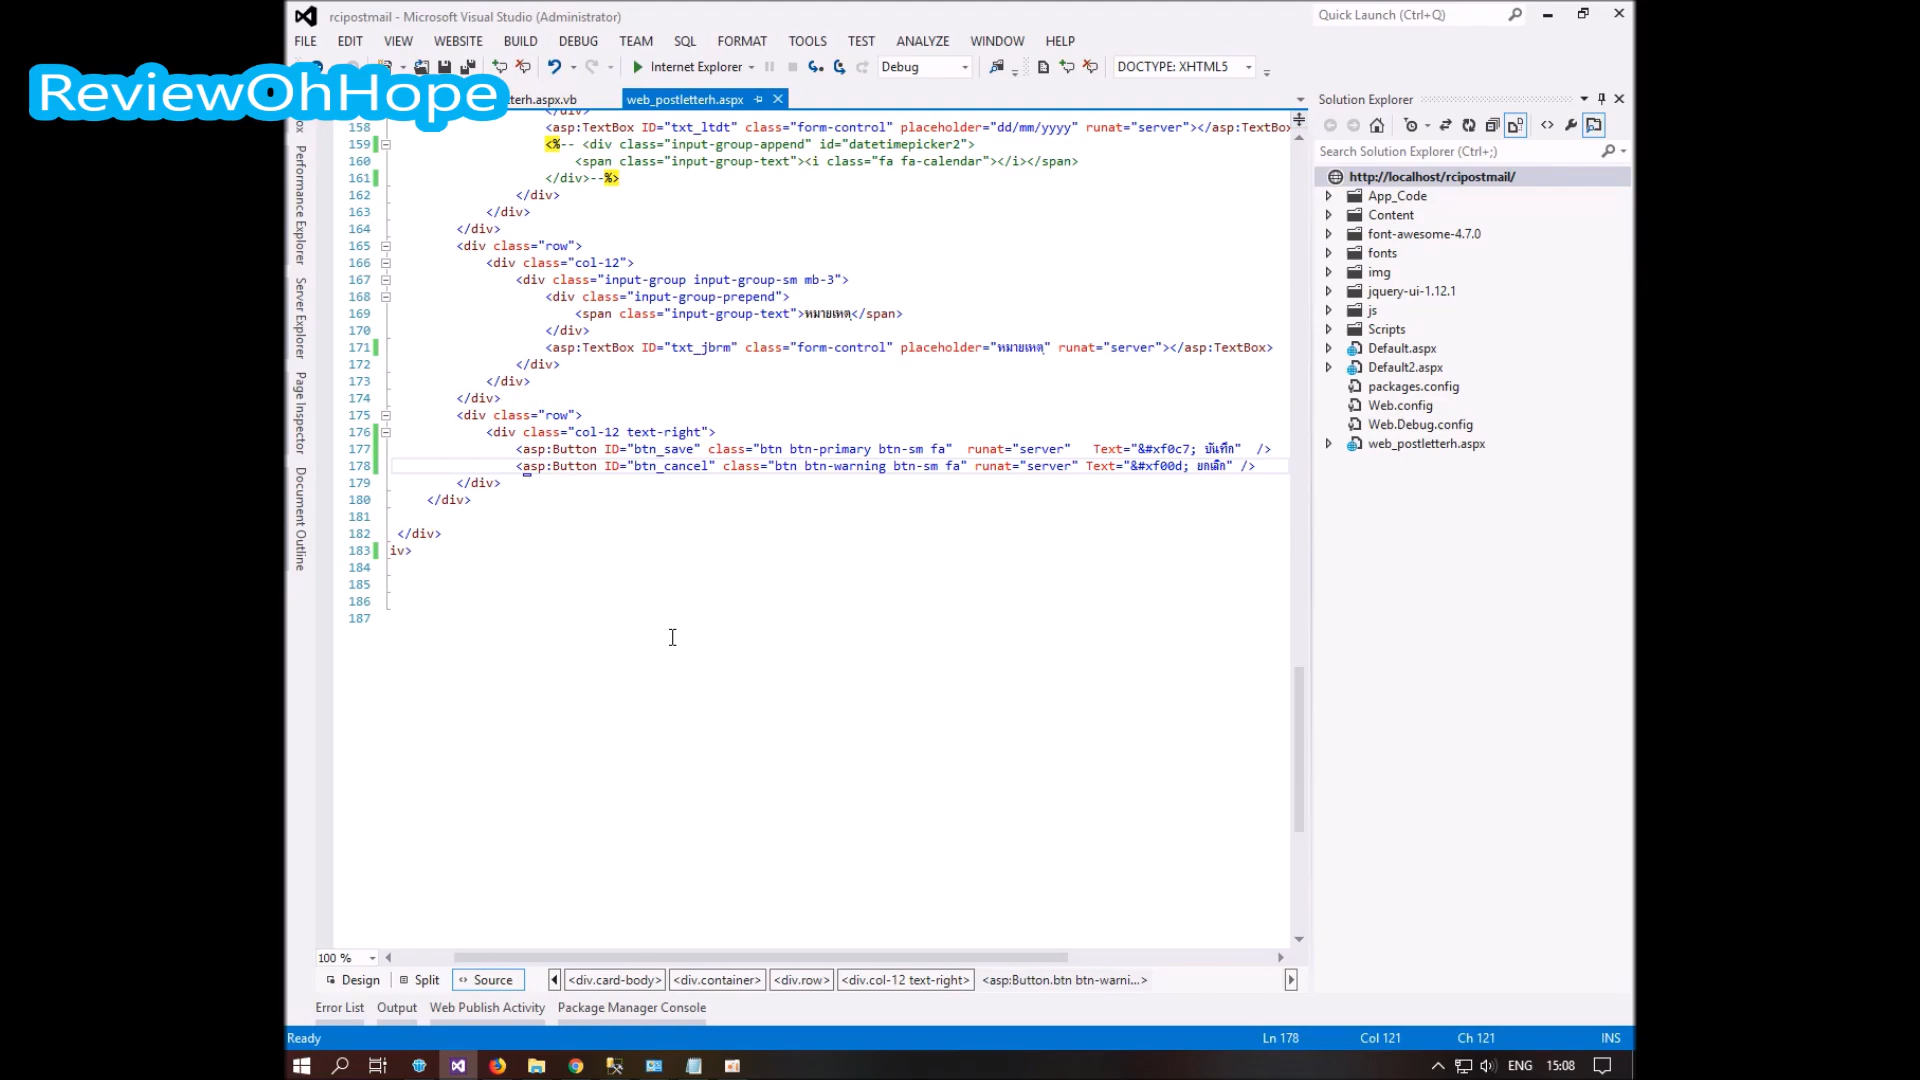 rcipostmail - Microsoft Visual Studio (Administrator)
Quick Launch (Ctrl+Q)
FILE EDIT VIEW WEBSITE BUILD DEBUG TEAM SQL FORMAT TOOLS TEST ANALYZE WINDOW HELP
Internet Explorer Debug DOCTYPE: XHTML5
ReviewOhHope
terh.aspx.vb web_postletterh.aspx
158 <asp:TextBox ID="txt_ltdt" class="form-control" placeholder="dd/mm/yyyy" runat="server"></asp:TextBo
159 <%-- <div class="input-group-append" id="datetimepicker2">
160 <span class="input-group-text"><i class="fa fa-calendar"></i></span>
161 </div>--%>
162 </div>
163 </div>
164 </div>
165 <div class="row">
166 <div class="col-12">
167 <div class="input-group input-group-sm mb-3">
168 <div class="input-group-prepend">
169 <span class="input-group-text">หมายเหตุ</span>
170 </div>
171 <asp:TextBox ID="txt_jbrm" class="form-control" placeholder="หมายเหตุ" runat="server"></asp:TextBox>
172 </div>
173 </div>
174 </div>
175 <div class="row">
176 <div class="col-12 text-right">
177 <asp:Button ID="btn_save" class="btn btn-primary btn-sm fa" runat="server" Text="&#xf0c7; บันทึก" />
178 <asp:Button ID="btn_cancel" class="btn btn-warning btn-sm fa" runat="server" Text="&#xf00d; ยกเลิก" />
179 </div>
180 </div>
181
182 </div>
183 iv>
184
185
186
187
Performance Explorer
Server Explorer
Page Inspector
Document Outline
Solution Explorer
Search Solution Explorer (Ctrl+;)
http://localhost/rcipostmail/
App_Code
Content
font-awesome-4.7.0
fonts
img
jquery-ui-1.12.1
js
Scripts
Default.aspx
Default2.aspx
packages.config
Web.config
Web.Debug.config
web_postletterh.aspx
100 %
Design Split Source <div.card-body> <div.container> <div.row> <div.col-12 text-right> <asp:Button.btn btn-warni...>
Error List Output Web Publish Activity Package Manager Console
Ready Ln 178 Col 121 Ch 121 INS
ENG 15:08